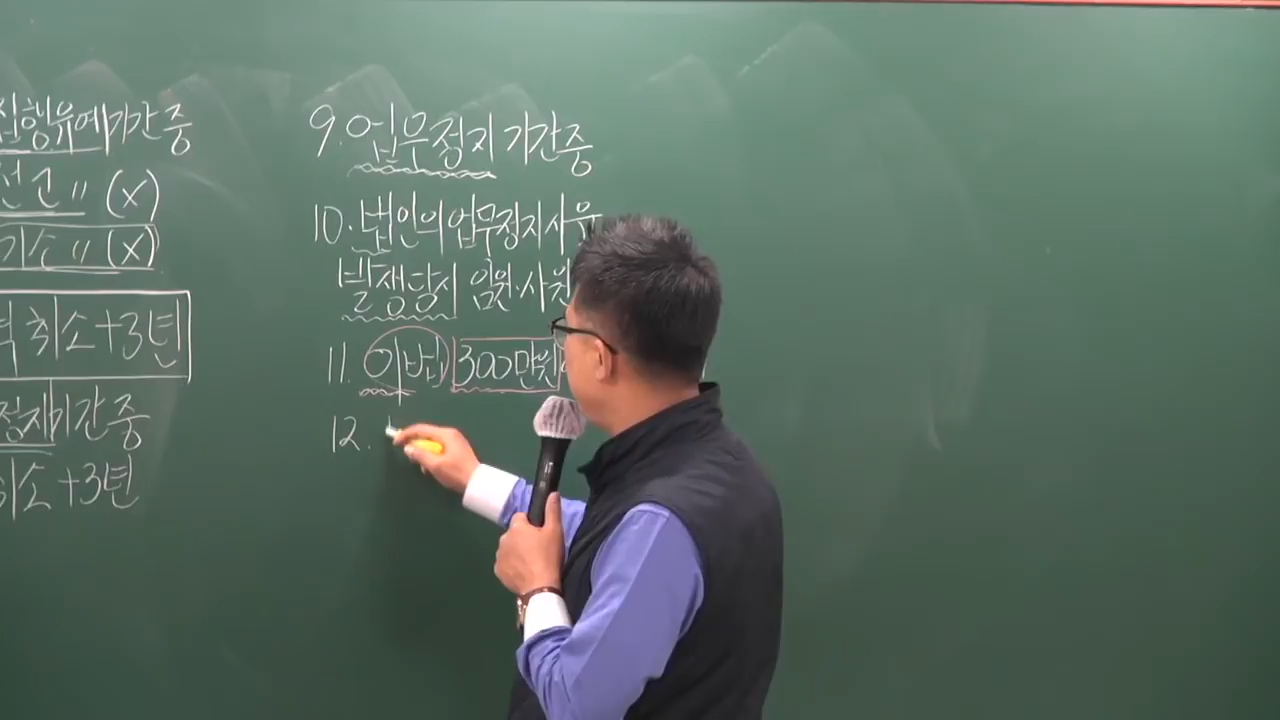 집행유예기간 중
선고 〃 (X)
기소 〃 (X)
취소+3년
정지기간 중
취소 +3년
9. 업무정지 기간중
10. 법인의 업무정지사유
발생당시 임원·사원
11. 이법 300만원
12.